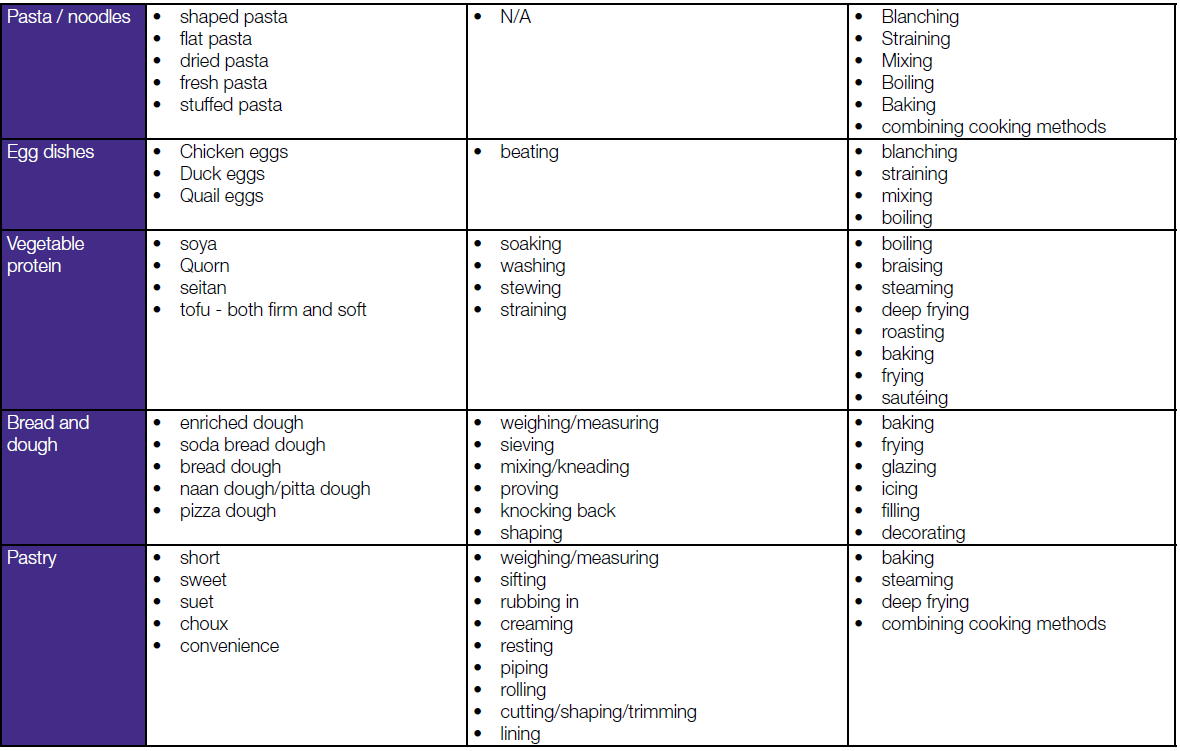 Pasta / noodles
• shaped pasta
• flat pasta
• dried pasta
• fresh pasta
• stuffed pasta
• N/A
• Blanching
• Straining
• Mixing
• Boiling
• Baking
• combining cooking methods
Egg dishes
• Chicken eggs
• Duck eggs
• Quail eggs
• beating
• blanching
• straining
• mixing
• boiling
Vegetable
protein
• soya
• Quorn
• seitan
• tofu - both firm and soft
• soaking
• washing
• stewing
• straining
• boiling
• braising
• steaming
• deep frying
• roasting
• baking
• frying
• sautéing
Bread and
dough
• enriched dough
• soda bread dough
• bread dough
• naan dough/pitta dough
• pizza dough
• weighing/measuring
• sieving
• mixing/kneading
• proving
• knocking back
• shaping
• baking
• frying
• glazing
• icing
• filling
• decorating
Pastry
• short
• sweet
• suet
• choux
• convenience
• weighing/measuring
• sifting
• rubbing in
• creaming
• resting
• piping
• rolling
• cutting/shaping/trimming
• lining
• baking
• steaming
• deep frying
• combining cooking methods